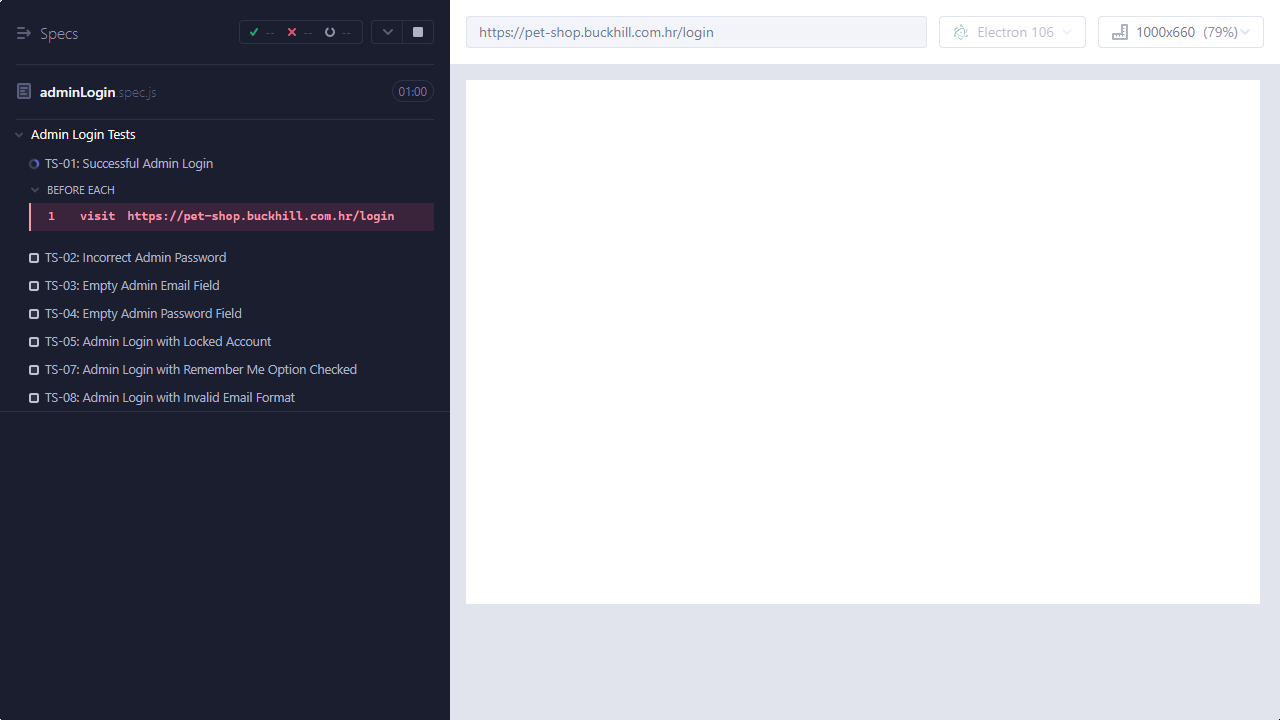 Specs
-- -- --
adminLogin.spec.js
01:00
Admin Login Tests
TS-01: Successful Admin Login
BEFORE EACH
1 visit https://pet-shop.buckhill.com.hr/login
TS-02: Incorrect Admin Password
TS-03: Empty Admin Email Field
TS-04: Empty Admin Password Field
TS-05: Admin Login with Locked Account
TS-07: Admin Login with Remember Me Option Checked
TS-08: Admin Login with Invalid Email Format
https://pet-shop.buckhill.com.hr/login
Electron 106
1000x660 (79%)